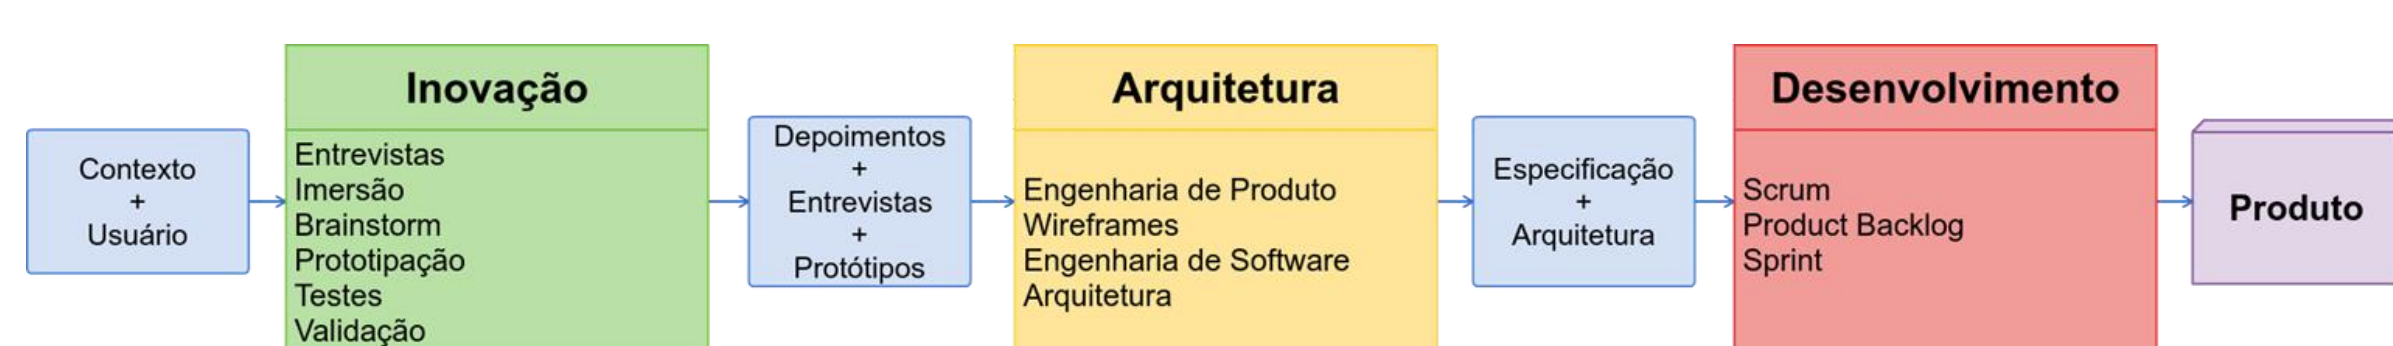 Contexto
+
Usuário
Inovação
Entrevistas
Imersão
Brainstorm
Prototipação
Testes
Validação
Depoimentos
+
Entrevistas
+
Protótipos
Arquitetura
Engenharia de Produto
Wireframes
Engenharia de Software
Arquitetura
Especificação
+
Arquitetura
Desenvolvimento
Scrum
Product Backlog
Sprint
Produto